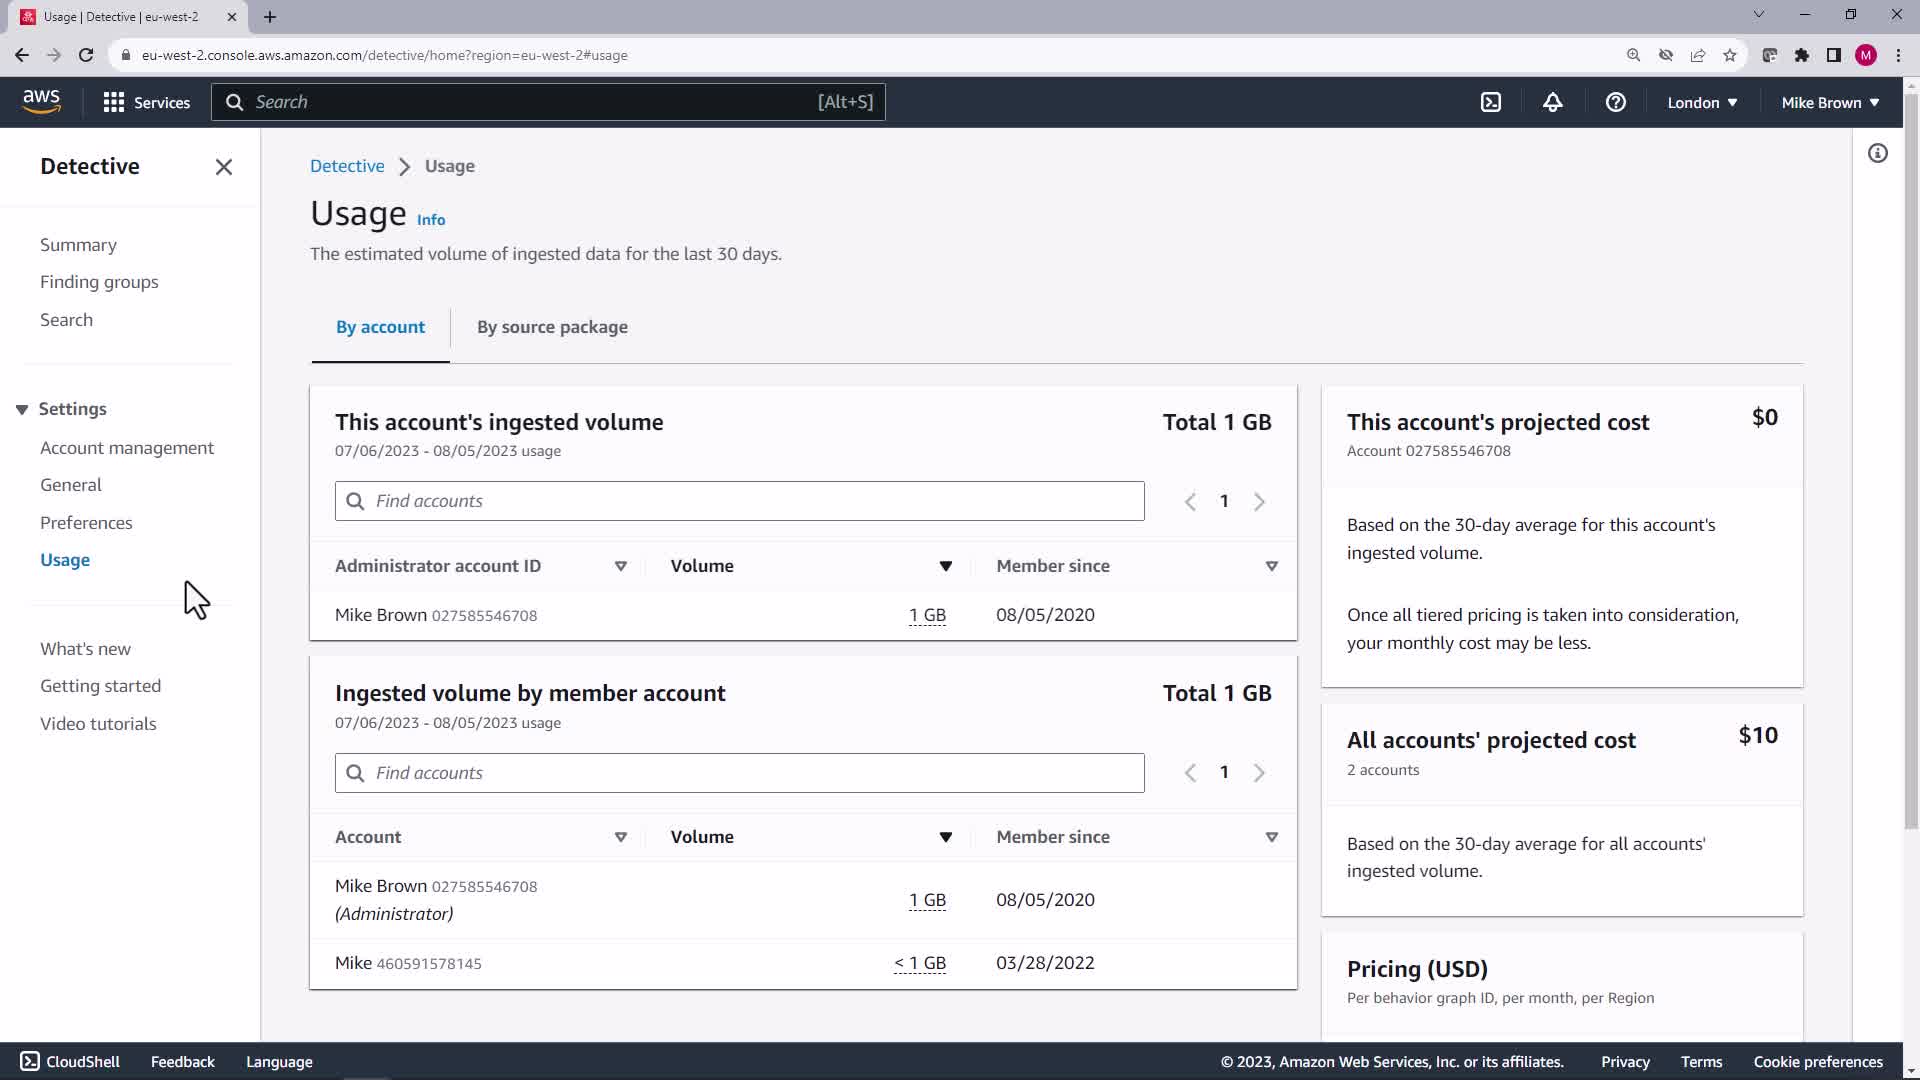 Usage | Detective | eu-west-2
eu-west-2.console.aws.amazon.com/detective/home?region=eu-west-2#usage
M
aws
Services
Search
[Alt+S]
London
Mike Brown
Detective
Summary
Finding groups
Search
Settings
Account management
General
Preferences
Usage
What's new
Getting started
Video tutorials
Detective
Usage
Usage
Info
The estimated volume of ingested data for the last 30 days.
By account
By source package
This account's ingested volume
Total 1 GB
07/06/2023 - 08/05/2023 usage
Find accounts
1
Administrator account ID
Volume
Member since
Mike Brown 027585546708
1 GB
08/05/2020
Ingested volume by member account
Total 1 GB
07/06/2023 - 08/05/2023 usage
Find accounts
1
Account
Volume
Member since
Mike Brown 027585546708
(Administrator)
1 GB
08/05/2020
Mike 460591578145
< 1 GB
03/28/2022
This account's projected cost
$0
Account 027585546708
Based on the 30-day average for this account's
ingested volume.
Once all tiered pricing is taken into consideration,
your monthly cost may be less.
All accounts' projected cost
$10
2 accounts
Based on the 30-day average for all accounts'
ingested volume.
Pricing (USD)
Per behavior graph ID, per month, per Region
CloudShell
Feedback
Language
© 2023, Amazon Web Services, Inc. or its affiliates.
Privacy
Terms
Cookie preferences